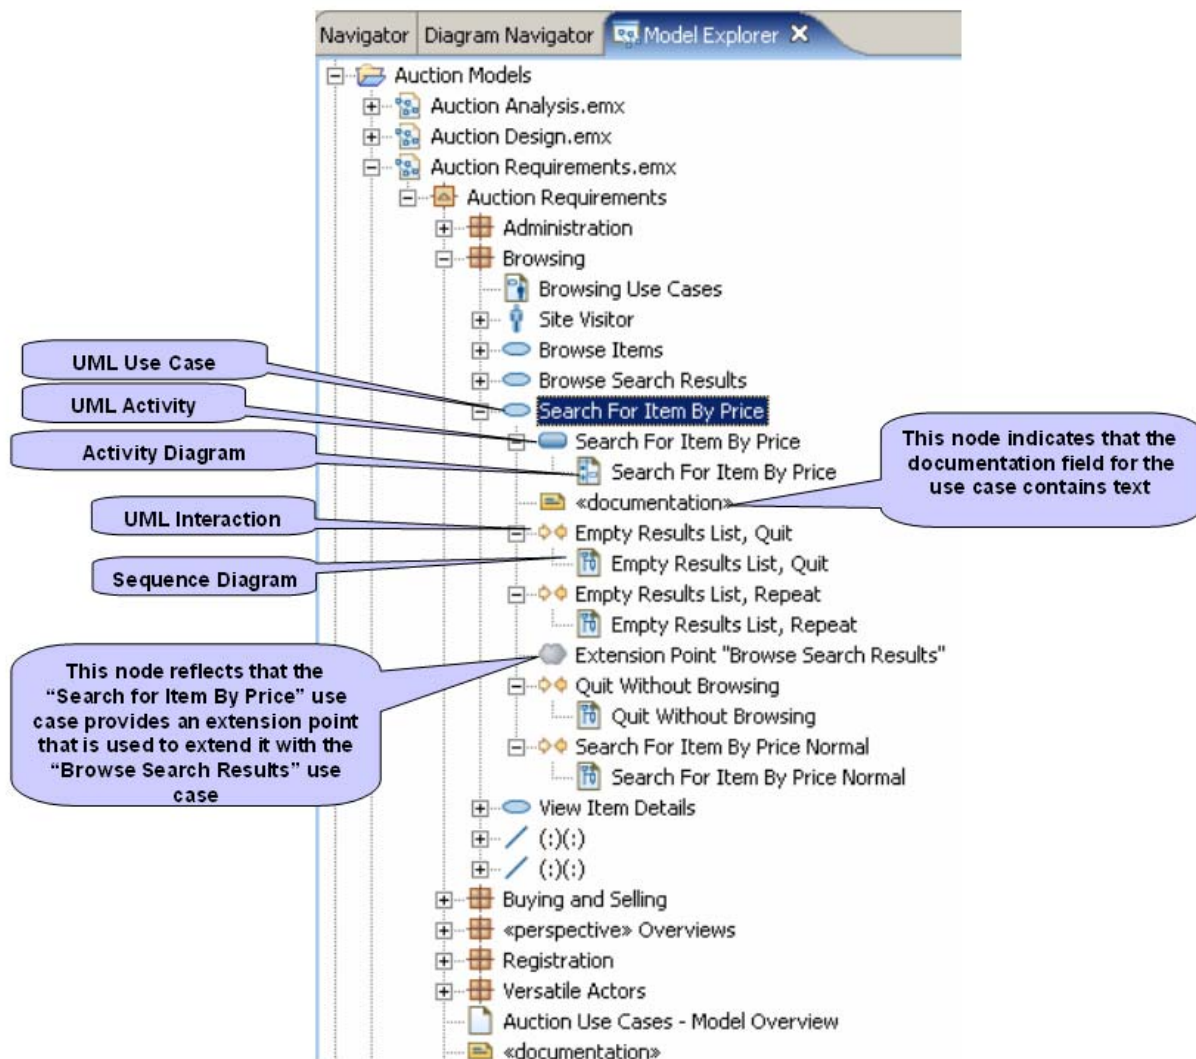 Navigator
Diagram Navigator
Model Explorer
Auction Models
Auction Analysis.emx
Auction Design.emx
Auction Requirements.emx
Auction Requirements
Administration
Browsing
Browsing Use Cases
Site Visitor
Browse Items
Browse Search Results
Search For Item By Price
Search For Item By Price
Search For Item By Price
«documentation»
Empty Results List, Quit
Empty Results List, Quit
Empty Results List, Repeat
Empty Results List, Repeat
Extension Point "Browse Search Results"
Quit Without Browsing
Quit Without Browsing
Search For Item By Price Normal
Search For Item By Price Normal
View Item Details
(:)(:)
(:)(:)
Buying and Selling
«perspective» Overviews
Registration
Versatile Actors
Auction Use Cases - Model Overview
«documentation»
UML Use Case
UML Activity
Activity Diagram
UML Interaction
Sequence Diagram
This node reflects that the
“Search for Item By Price” use
case provides an extension point
that is used to extend it with the
“Browse Search Results” use
case
This node indicates that the
documentation field for the
use case contains text